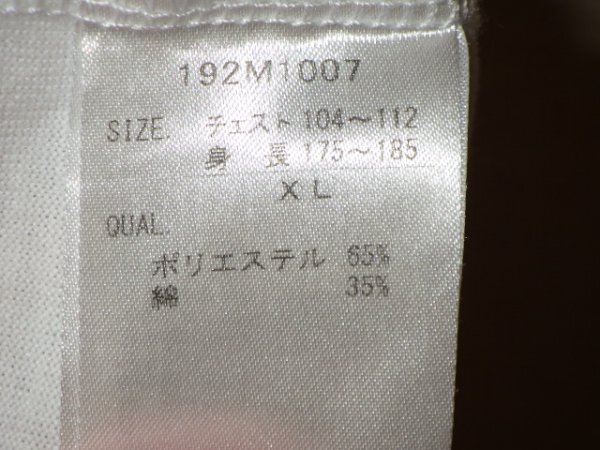 192M1007
SIZE. チェスト 104～112
身 長 175～185
XL
QUAL.
ポリエステル 65%
綿 35%